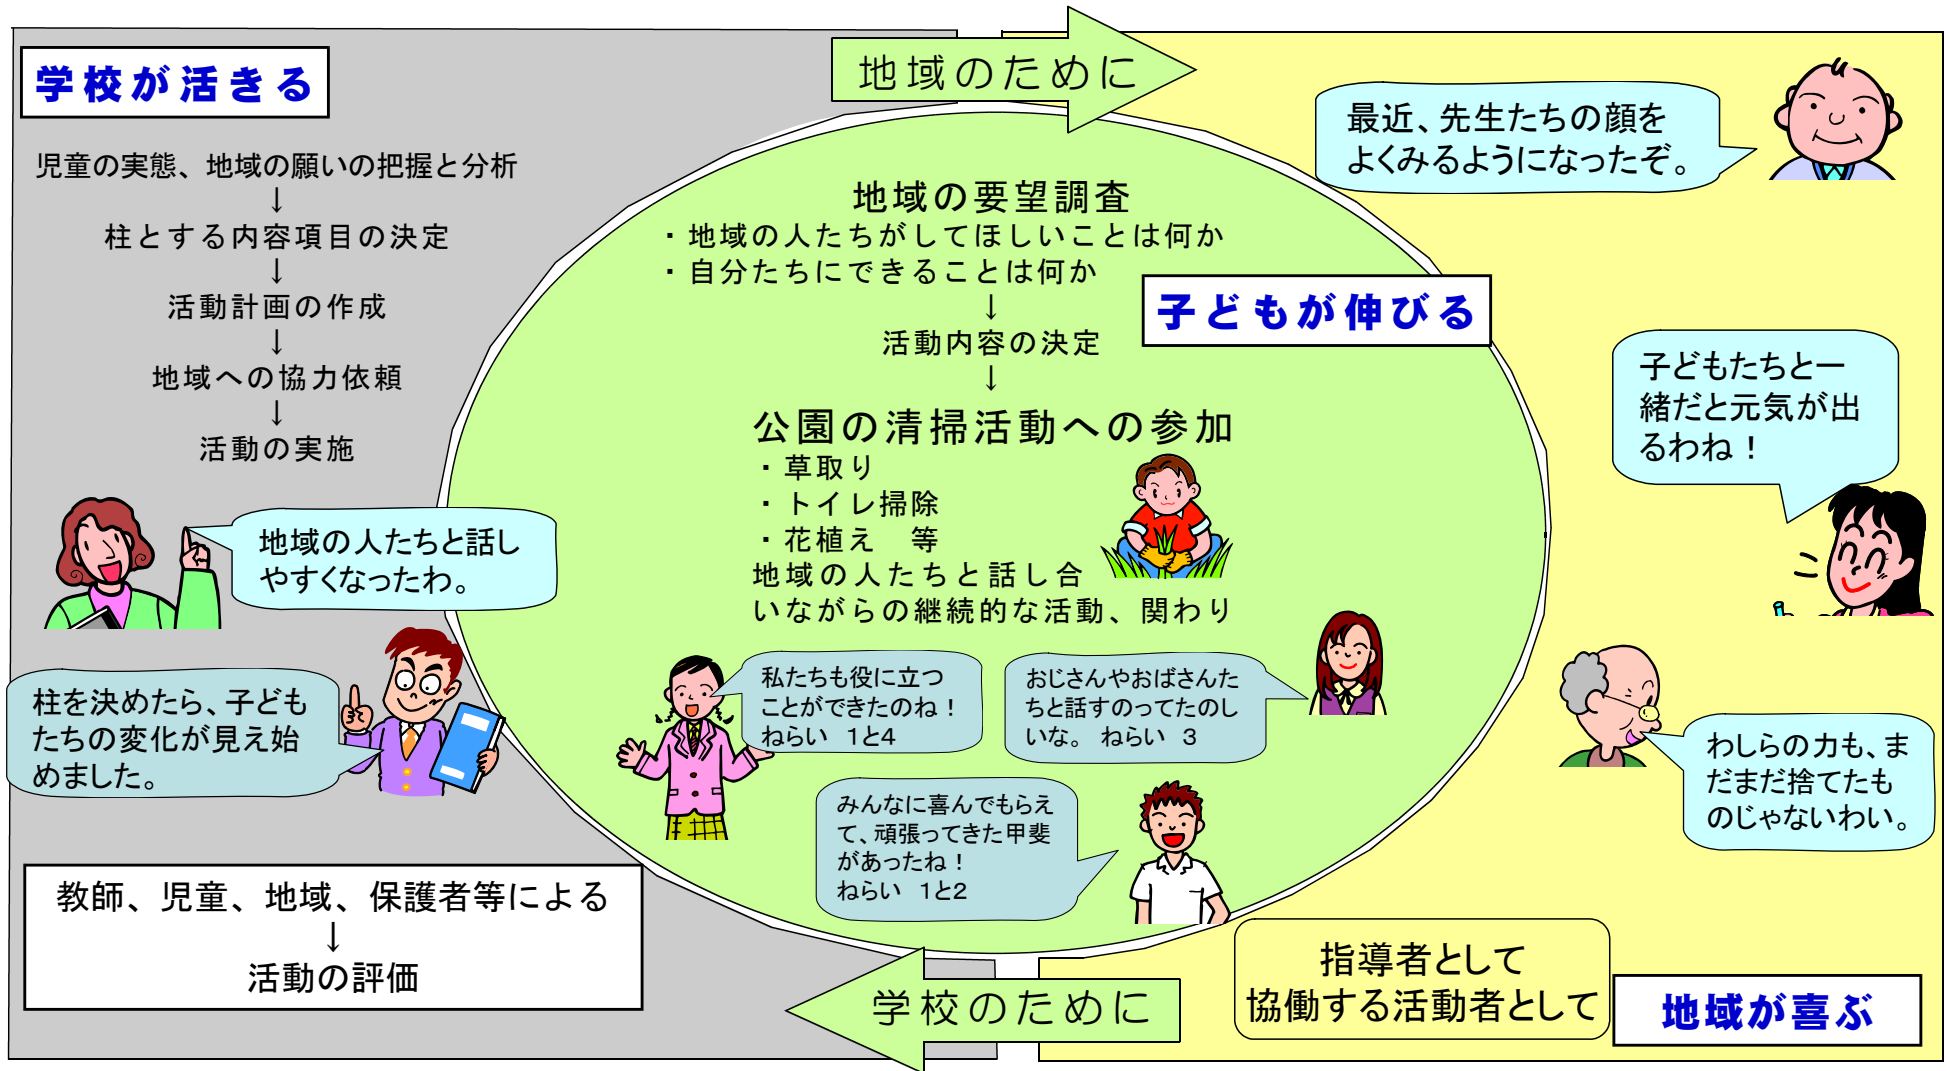 地域のために
学校が活きる
児童の実態、地域の願いの把握と分析
↓
柱とする内容項目の決定
↓
活動計画の作成
↓
地域への協力依頼
↓
活動の実施
地域の人たちと話し
やすくなったわ。
柱を決めたら、子ども
たちの変化が見え始
めました。
教師、児童、地域、保護者等による
↓
活動の評価
地域の要望調査
・地域の人たちがしてほしいことは何か
・自分たちにできることは何か
↓
活動内容の決定
↓
子どもが伸びる
公園の清掃活動への参加
・草取り
・トイレ掃除
・花植え　等
地域の人たちと話し合
いながらの継続的な活動、関わり
私たちも役に立つ
ことができたのね！
ねらい　1と4
おじさんやおばさんた
ちと話すのってたのし
いな。　ねらい　3
みんなに喜んでもらえ
て、頑張ってきた甲斐
があったね！
ねらい　1と2
最近、先生たちの顔を
よくみるようになったぞ。
子どもたちと一
緒だと元気が出
るわね！
わしらの力も、ま
だまだ捨てたも
のじゃないわい。
指導者として
協働する活動者として
地域が喜ぶ
学校のために